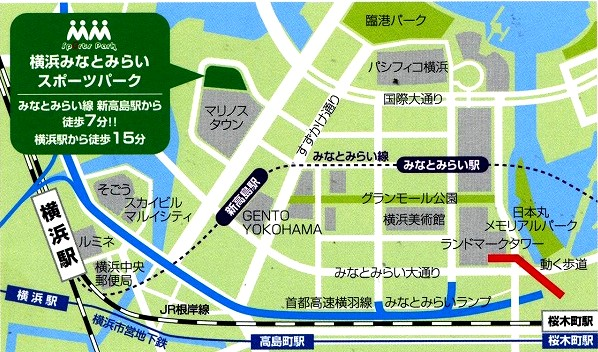 Sports Park
横浜みなとみらい
スポーツパーク
みなとみらい線 新高島駅から
徒歩7分!!
横浜駅から徒歩15分
臨港パーク
パシフィコ横浜
国際大通り
マリノス
タウン
すずかけ通り
みなとみらい線
みなとみらい駅
そごう
スカイビル
マルイシティ
新高島駅
グランモール公園
GENTO
YOKOHAMA
横浜美術館
日本丸
メモリアルパーク
ランドマークタワー
横浜駅
ルミネ
横浜中央
郵便局
みなとみらい大通り
動く歩道
JR根岸線
首都高速横羽線
みなとみらいランプ
横浜駅
横浜市営地下鉄
高島町駅
桜木町駅
桜木町駅